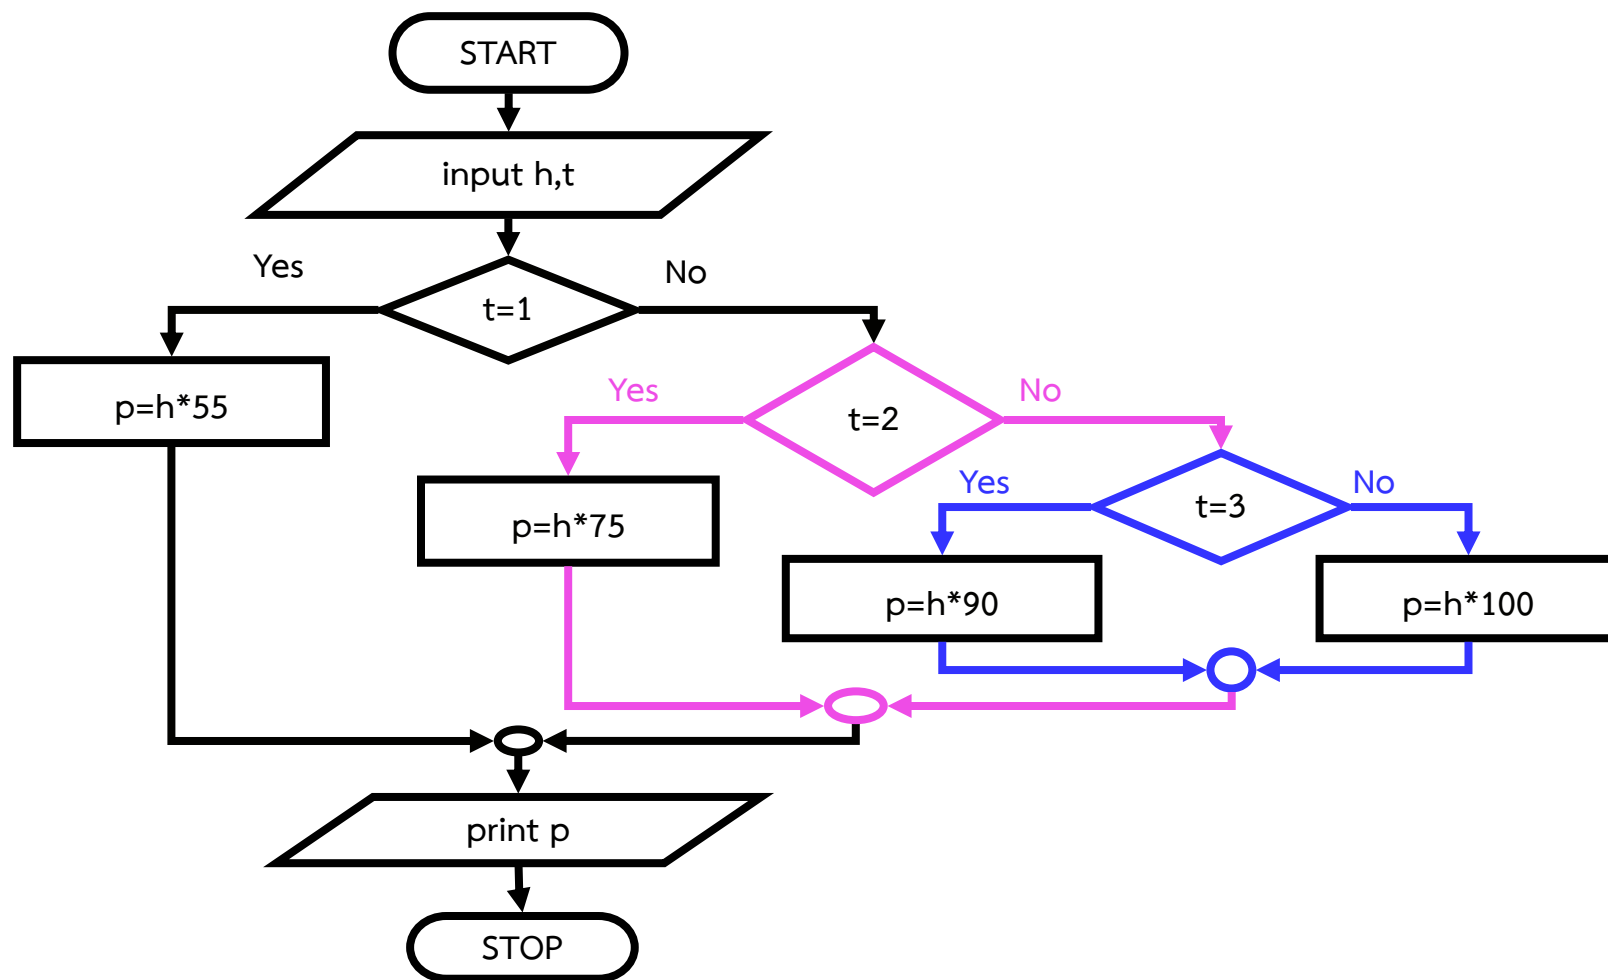 START
input h,t
Yes
No
t=1
p=h*55
Yes
No
t=2
p=h*75
Yes
No
t=3
p=h*90
p=h*100
print p
STOP